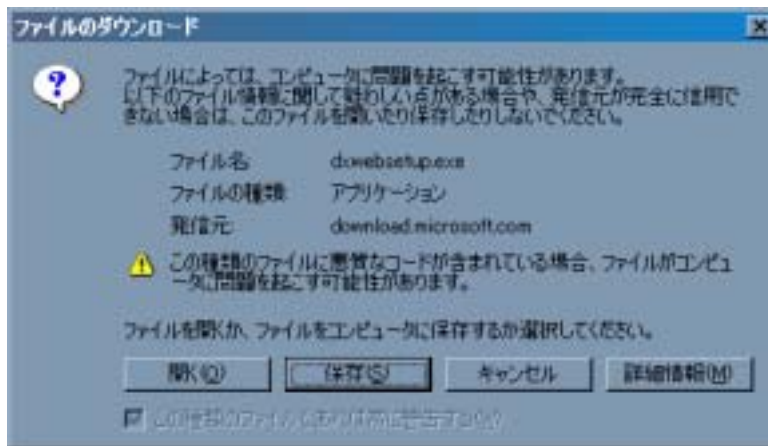 ファイルのダウンロード
ファイルによっては、コンピュータに問題を起こす可能性があります。
以下のファイル情報に関して疑わしい点がある場合や、発信元が完全に信用で
きない場合は、このファイルを開いたり保存したりしないでください。
ファイル名 dxwebsetup.exe
ファイルの種類: アプリケーション
発信元: download.microsoft.com
この種類のファイルに悪質なコードが含まれている場合、ファイルがコンピュ
ータに問題を起こす可能性があります。
ファイルを開くか、ファイルをコンピュータに保存するか選択してください。
開く(O) 保存(S) キャンセル 詳細情報(M)
この種類のファイル